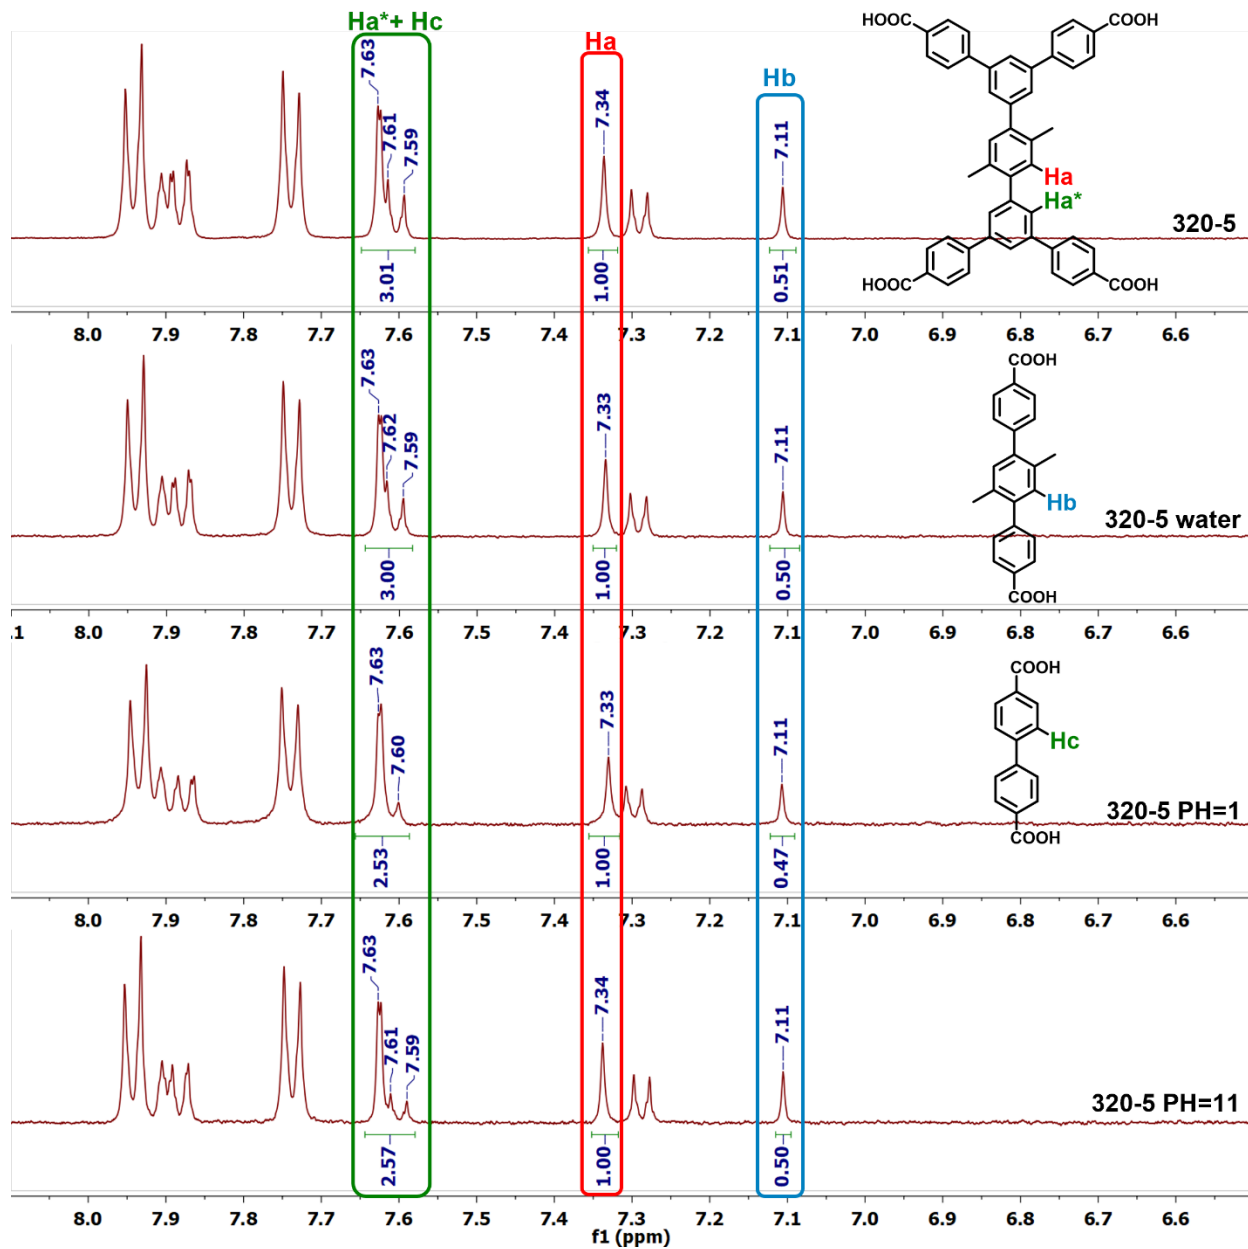 Ha*+ Hc
Ha
Hb
HOOC
COOH
Ha
Ha*
HOOC
COOH
320-5
7.63
7.61
7.59
7.34
7.11
3.01
1.00
0.51
8.0 7.9 7.8 7.7 7.6 7.5 7.4 7.3 7.2 7.1 7.0 6.9 6.8 6.7 6.6
COOH
Hb
COOH
320-5 water
7.63
7.62
7.59
7.33
7.11
3.00
1.00
0.50
.1 8.0 7.9 7.8 7.7 7.6 7.5 7.4 7.3 7.2 7.1 7.0 6.9 6.8 6.7 6.6
COOH
Hc
COOH
320-5 PH=1
7.63
7.60
7.33
7.11
2.53
1.00
0.47
8.0 7.9 7.8 7.7 7.6 7.5 7.4 7.3 7.2 7.1 7.0 6.9 6.8 6.7 6.6
320-5 PH=11
7.63
7.61
7.59
7.34
7.11
2.57
1.00
0.50
8.0 7.9 7.8 7.7 7.6 7.5 7.4 7.3 7.2 7.1 7.0 6.9 6.8 6.7 6.6
f1 (ppm)